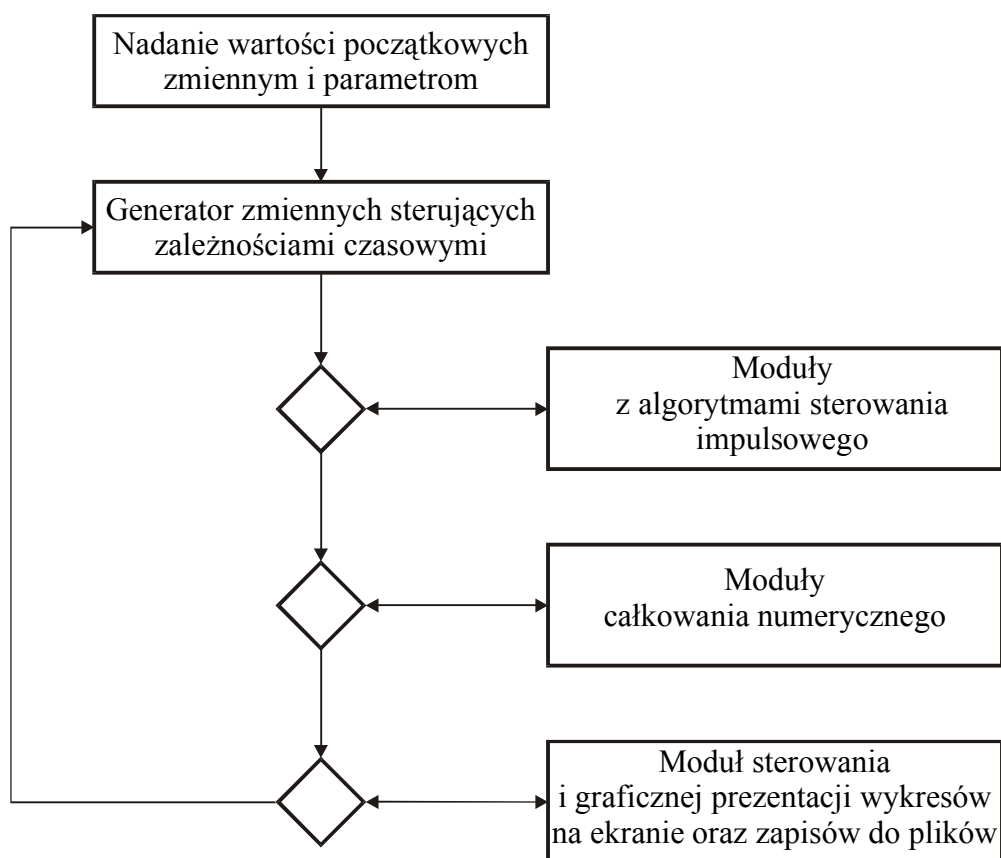 Nadanie wartości początkowych
zmiennym i parametrom
Generator zmiennych sterujących
zależnościami czasowymi
Moduły
z algorytmami sterowania
impulsowego
Moduły
całkowania numerycznego
Moduł sterowania
i graficznej prezentacji wykresów
na ekranie oraz zapisów do plików